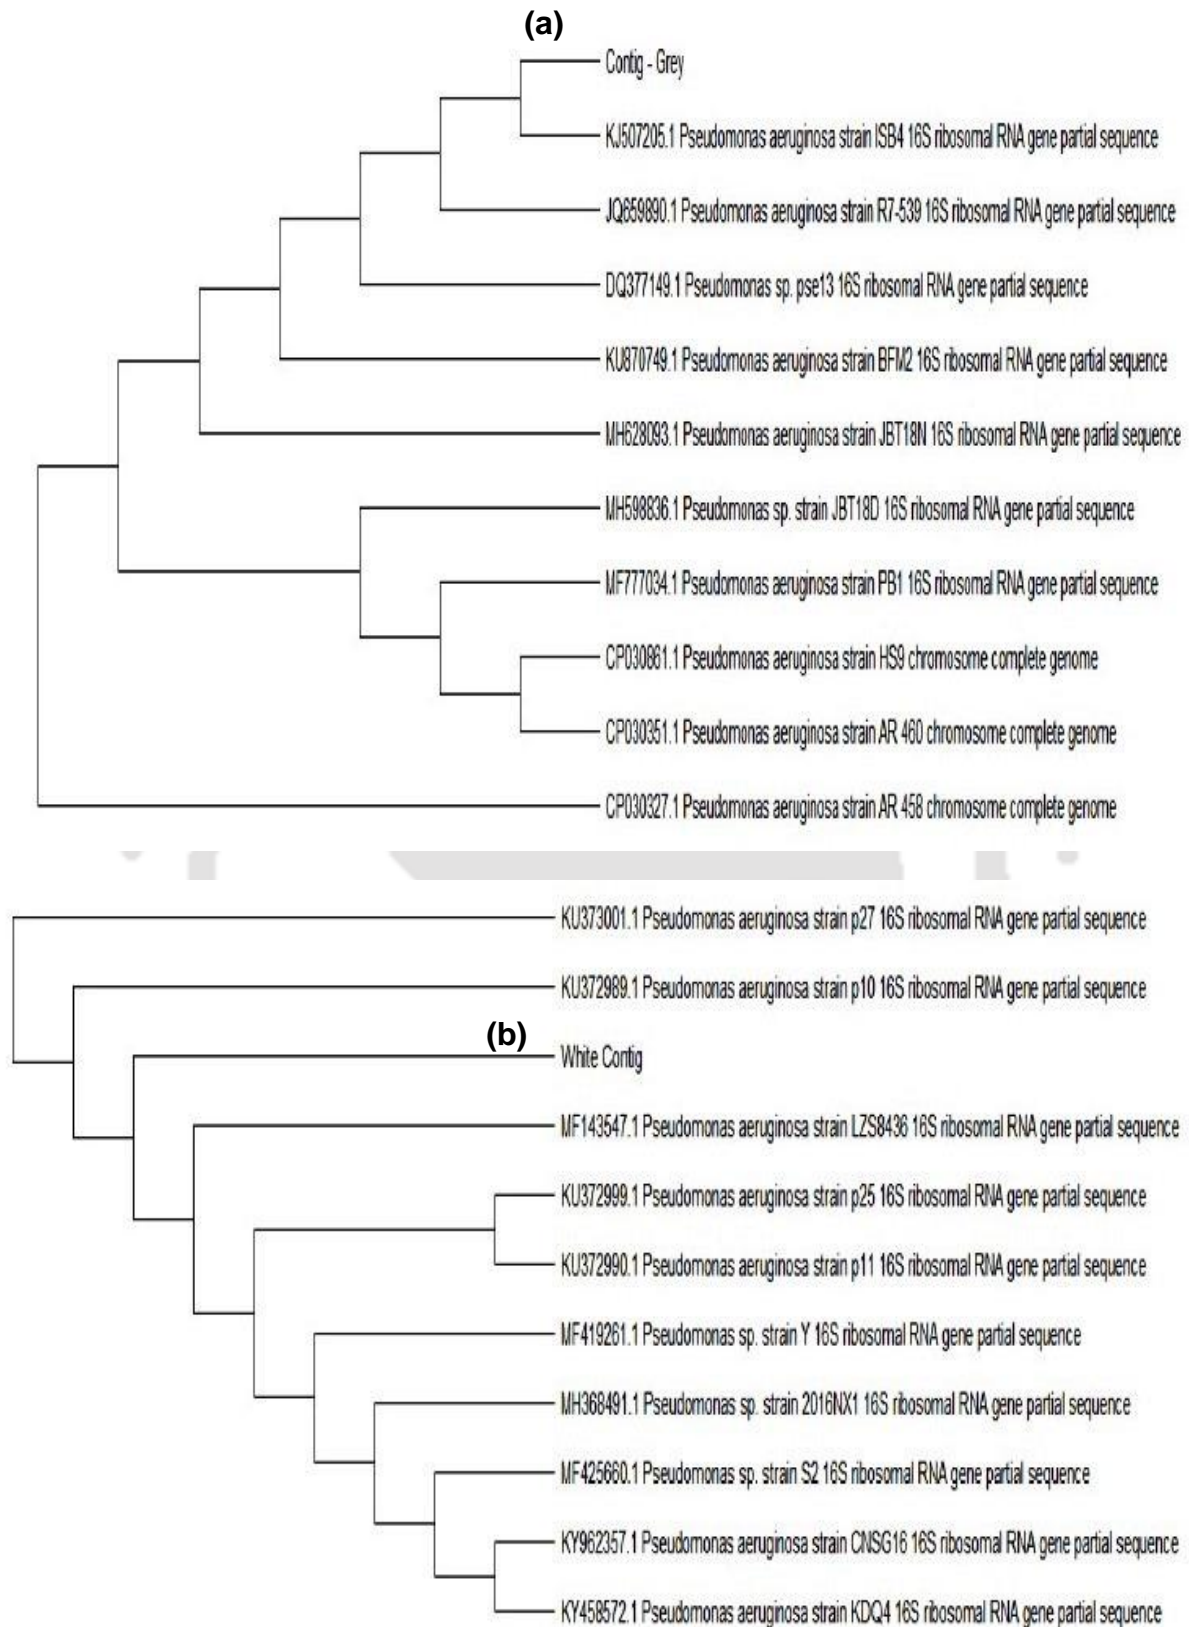 (a)
Contig - Grey
KJ507205.1 Pseudomonas aeruginosa strain ISB4 16S ribosomal RNA gene partial sequence
JQ659890.1 Pseudomonas aeruginosa strain R7-539 16S ribosomal RNA gene partial sequence
DQ377149.1 Pseudomonas sp. pse13 16S ribosomal RNA gene partial sequence
KU870749.1 Pseudomonas aeruginosa strain BFM2 16S ribosomal RNA gene partial sequence
MH628093.1 Pseudomonas aeruginosa strain JBT18N 16S ribosomal RNA gene partial sequence
MH598836.1 Pseudomonas sp. strain JBT18D 16S ribosomal RNA gene partial sequence
MF777034.1 Pseudomonas aeruginosa strain PB1 16S ribosomal RNA gene partial sequence
CP030861.1 Pseudomonas aeruginosa strain HS9 chromosome complete genome
CP030351.1 Pseudomonas aeruginosa strain AR 460 chromosome complete genome
CP030327.1 Pseudomonas aeruginosa strain AR 458 chromosome complete genome
KU373001.1 Pseudomonas aeruginosa strain p27 16S ribosomal RNA gene partial sequence
KU372989.1 Pseudomonas aeruginosa strain p10 16S ribosomal RNA gene partial sequence
(b)
White Contig
MF143547.1 Pseudomonas aeruginosa strain LZS8436 16S ribosomal RNA gene partial sequence
KU372999.1 Pseudomonas aeruginosa strain p25 16S ribosomal RNA gene partial sequence
KU372990.1 Pseudomonas aeruginosa strain p11 16S ribosomal RNA gene partial sequence
MF419261.1 Pseudomonas sp. strain Y 16S ribosomal RNA gene partial sequence
MH368491.1 Pseudomonas sp. strain 2016NX1 16S ribosomal RNA gene partial sequence
MF425660.1 Pseudomonas sp. strain S2 16S ribosomal RNA gene partial sequence
KY962357.1 Pseudomonas aeruginosa strain CNSG16 16S ribosomal RNA gene partial sequence
KY458572.1 Pseudomonas aeruginosa strain KDQ4 16S ribosomal RNA gene partial sequence